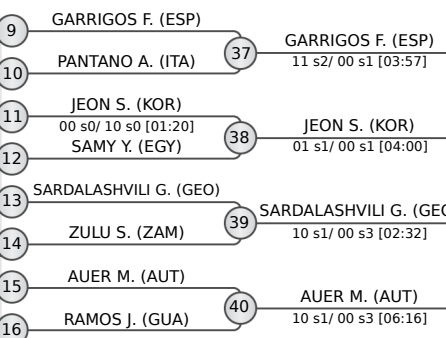 9
GARRIGOS F. (ESP)
37
GARRIGOS F. (ESP)
11 s2/ 00 s1 [03:57]
10
PANTANO A. (ITA)
11
JEON S. (KOR)
00 s0/ 10 s0 [01:20]
38
JEON S. (KOR)
01 s1/ 00 s1 [04:00]
12
SAMY Y. (EGY)
13
SARDALASHVILI G. (GEO)
39
SARDALASHVILI G. (GEO
10 s1/ 00 s3 [02:32]
14
ZULU S. (ZAM)
15
AUER M. (AUT)
40
AUER M. (AUT)
10 s1/ 00 s3 [06:16]
16
RAMOS J. (GUA)